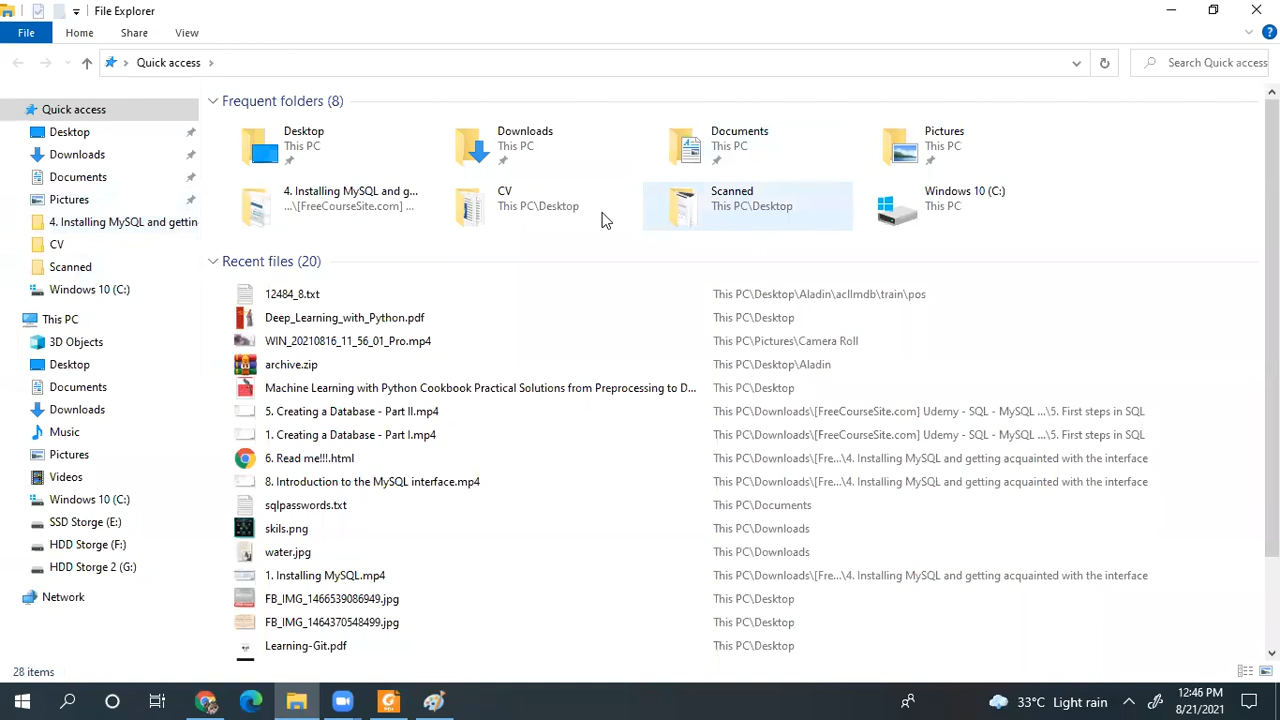 File Explorer
File Home Share View
Quick access
Search Quick access
Quick access
Desktop
Downloads
Documents
Pictures
4. Installing MySQL and getting
CV
Scanned
Windows 10 (C:)
This PC
3D Objects
Desktop
Documents
Downloads
Music
Pictures
Videos
Windows 10 (C:)
SSD Storge (E:)
HDD Storge (F:)
HDD Storge 2 (G:)
Network
Frequent folders (8)
Desktop
This PC
Downloads
This PC
Documents
This PC
Pictures
This PC
4. Installing MySQL and g...
...\[FreeCourseSite.com] ...
CV
This PC\Desktop
Scanned
This PC\Desktop
Windows 10 (C:)
This PC
Recent files (20)
12484_8.txt This PC\Desktop\Aladin\acllmdb\train\pos
Deep_Learning_with_Python.pdf This PC\Desktop
WIN_20210816_11_56_01_Pro.mp4 This PC\Pictures\Camera Roll
archive.zip This PC\Desktop\Aladin
Machine Learning with Python Cookbook Practical Solutions from Preprocessing to D... This PC\Desktop
5. Creating a Database - Part II.mp4 This PC\Downloads\[FreeCourseSite.com] Udemy - SQL - MySQL ...\5. First steps in SQL
1. Creating a Database - Part I.mp4 This PC\Downloads\[FreeCourseSite.com] Udemy - SQL - MySQL ...\5. First steps in SQL
6. Read me!!!.html This PC\Downloads\[Fre...\4. Installing MySQL and getting acquainted with the interface
8. Introduction to the MySQL interface.mp4 This PC\Downloads\[Fre...\4. Installing MySQL and getting acquainted with the interface
sqlpasswords.txt This PC\Documents
skils.png This PC\Downloads
water.jpg This PC\Downloads
1. Installing MySQL.mp4 This PC\Downloads\[Fre...\4. Installing MySQL and getting acquainted with the interface
FB_IMG_1466539086949.jpg This PC\Desktop
FB_IMG_1464370548499.jpg This PC\Desktop
Learning-Git.pdf This PC\Desktop
28 items
33°C Light rain
12:46 PM
8/21/2021